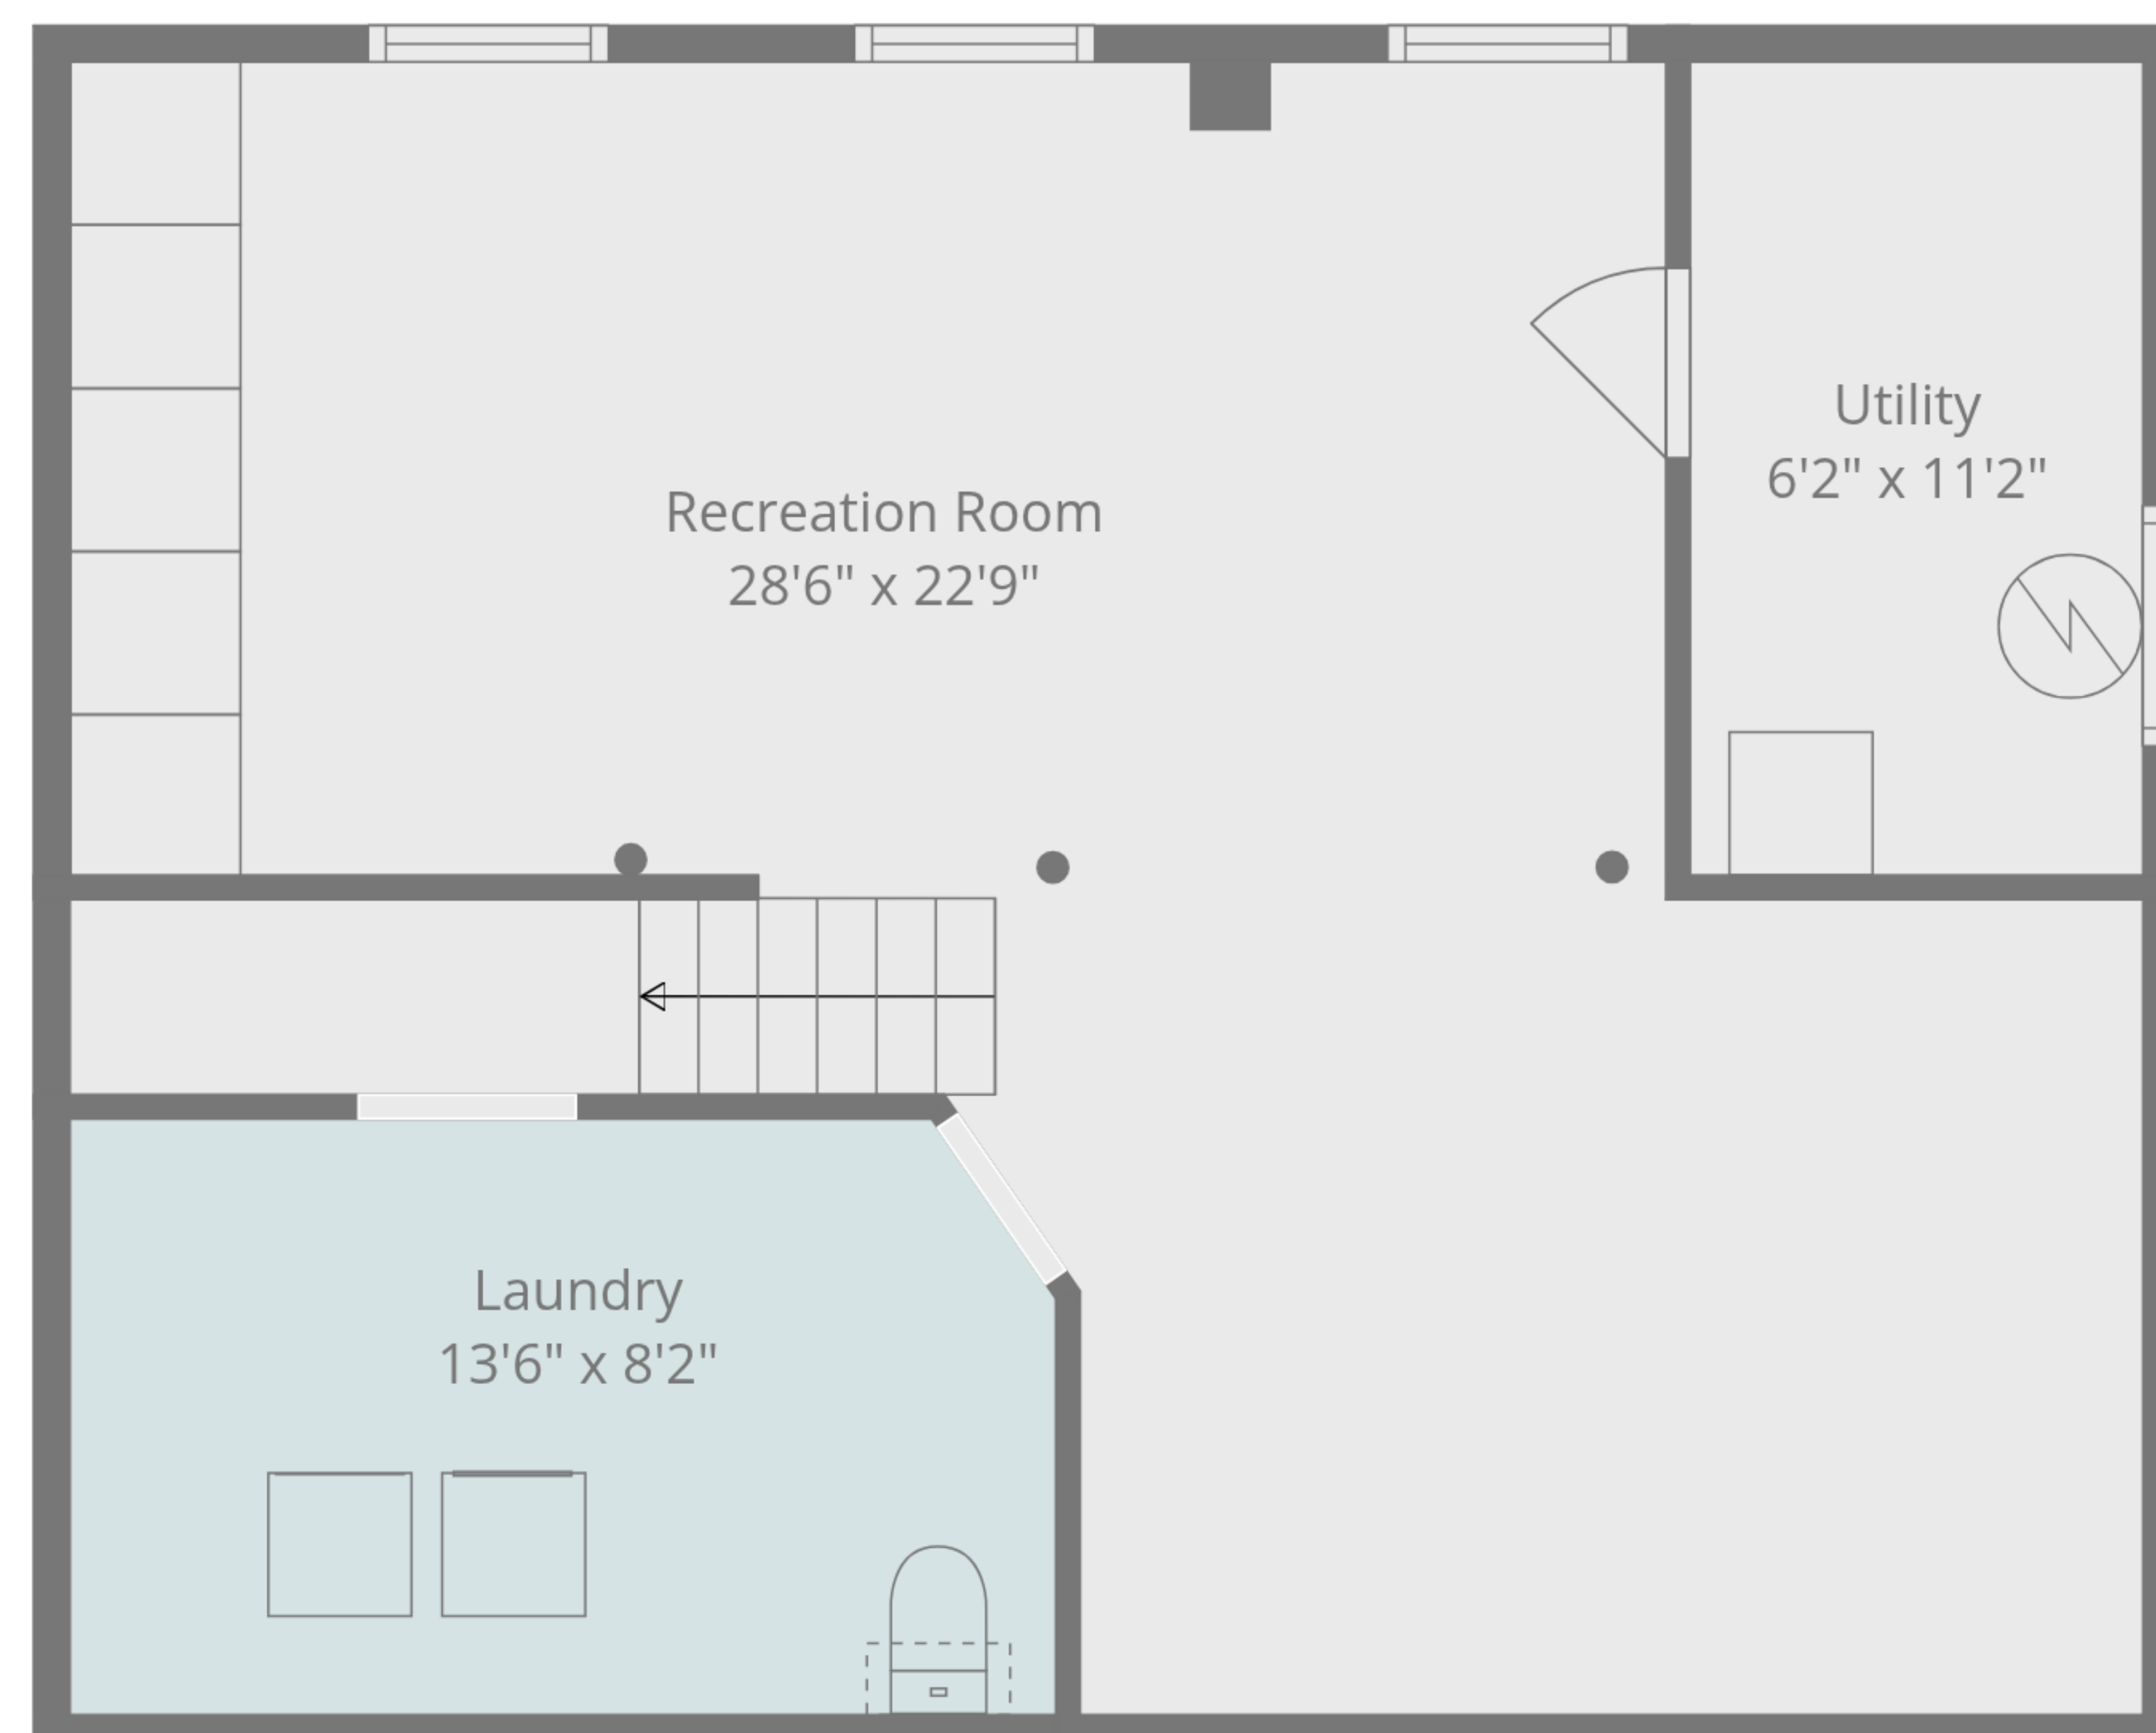 Utility
6'2" x 11'2"
Recreation Room
28'6" x 22'9"
Laundry
13'6" x 8'2"